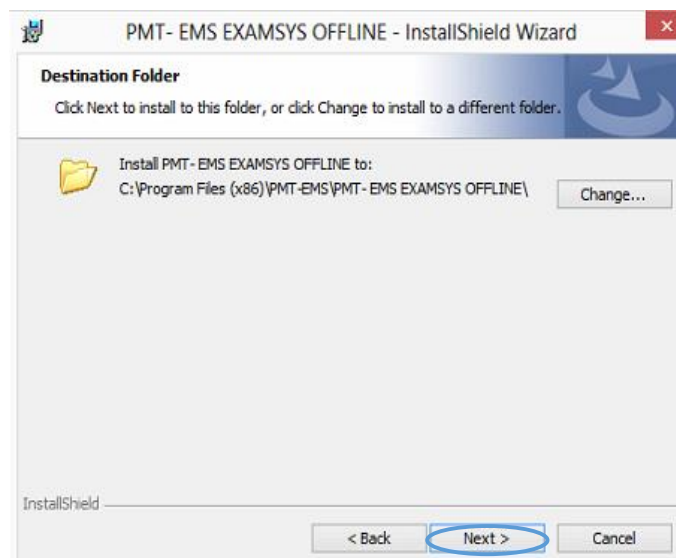 PMT- EMS EXAMSYS OFFLINE - InstallShield Wizard
Destination Folder
Click Next to install to this folder, or click Change to install to a different folder.
Install PMT- EMS EXAMSYS OFFLINE to:
C:\Program Files (x86)\PMT-EMS\PMT- EMS EXAMSYS OFFLINE\
Change...
InstallShield
< Back
Next >
Cancel